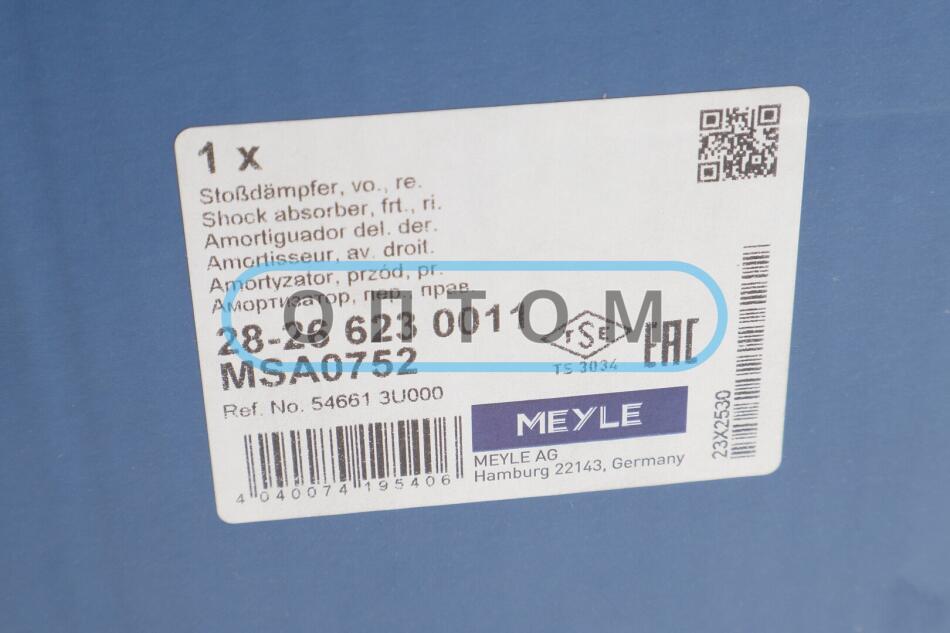 1 x
Stoßdämpfer, vo., re.
Shock absorber, frt., ri.
Amortiguador del. der.
Amortisseur, av. droit.
Amortyzator, przód, pr.
Амортизатор, пер., прав.
ОПТОМ
28-26 623 0011
MSA0752
TSE
TS 3034
EAC
Ref. No. 54661 3U000
MEYLE
MEYLE AG
Hamburg 22143, Germany
4 040074 195406
23X2530